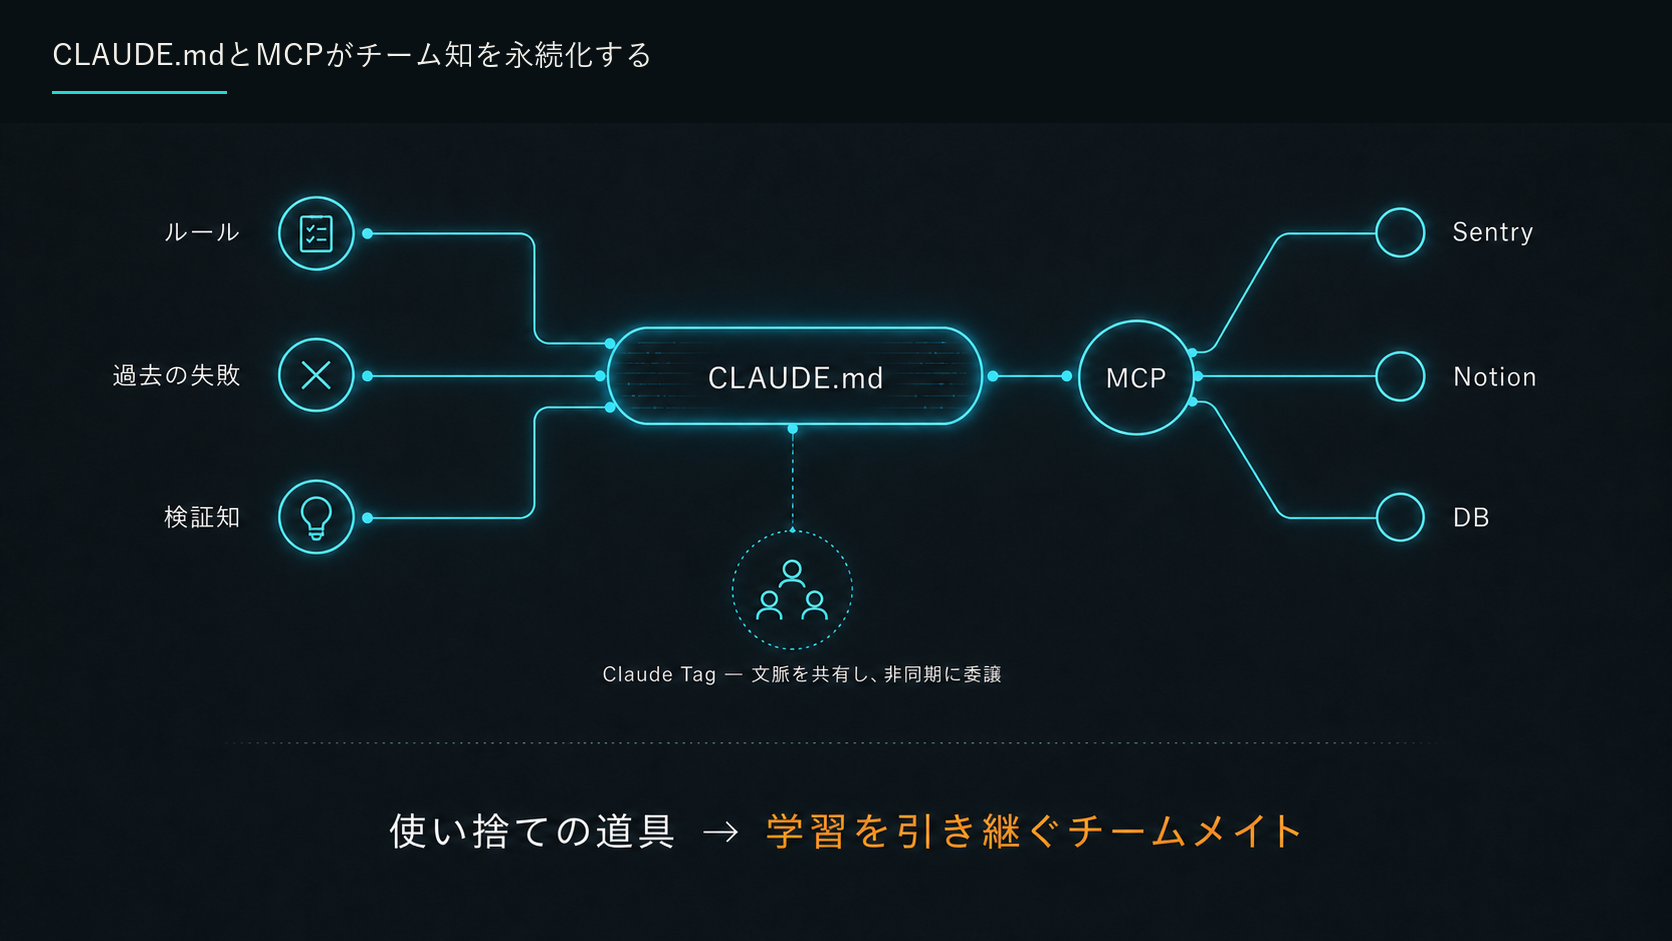 CLAUDE.mdとMCPがチーム知を永続化する
ルール
過去の失敗
検証知
CLAUDE.md
MCP
Sentry
Notion
DB
Claude Tag — 文脈を共有し、非同期に委譲
使い捨ての道具 → 学習を引き継ぐチームメイト